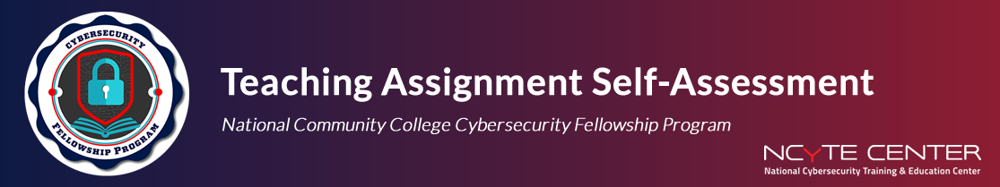 CYBERSECURITY
FELLOWSHIP PROGRAM
Teaching Assignment Self-Assessment
National Community College Cybersecurity Fellowship Program
NCYTE CENTER
National Cybersecurity Training & Education Center